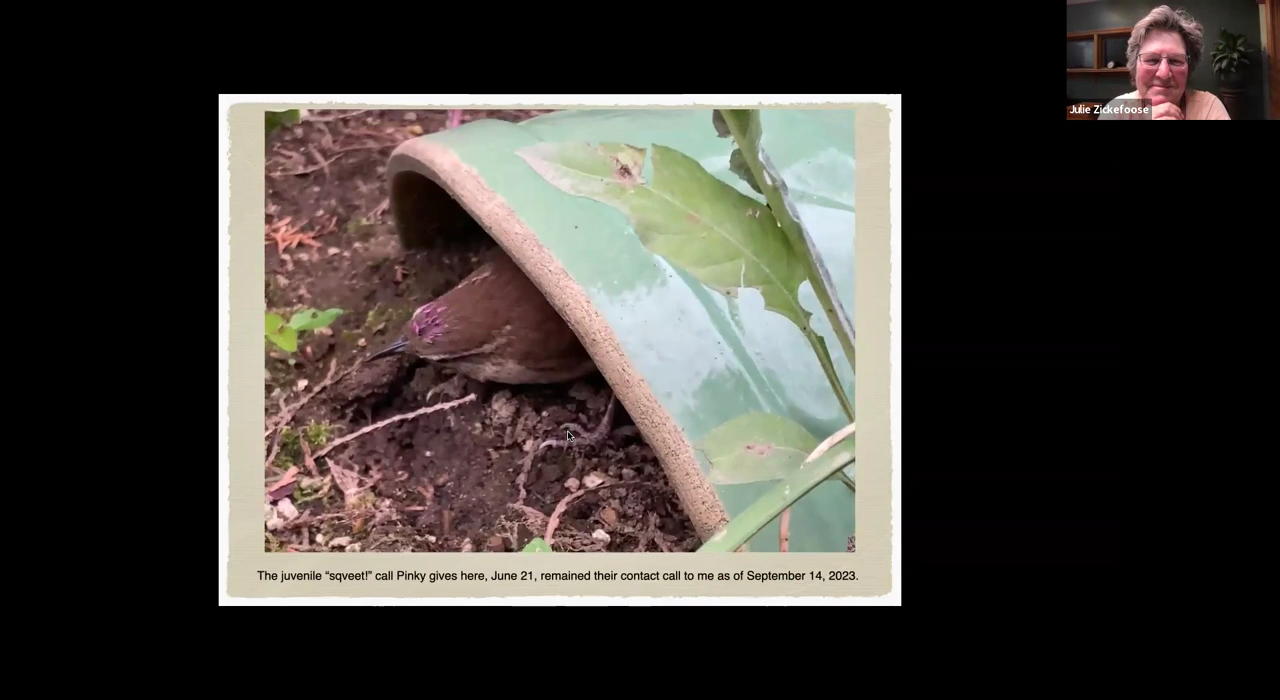 Julie Zickefoose
The juvenile “sqveet!” call Pinky gives here, June 21, remained their contact call to me as of September 14, 2023.